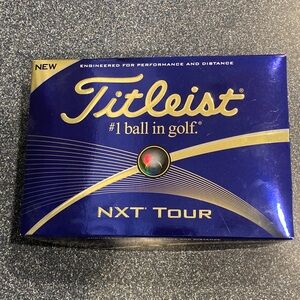 NEW
ENGINEERED FOR PERFORMANCE AND DISTANCE
Titleist®
#1 ball in golf.®
NXT® TOUR